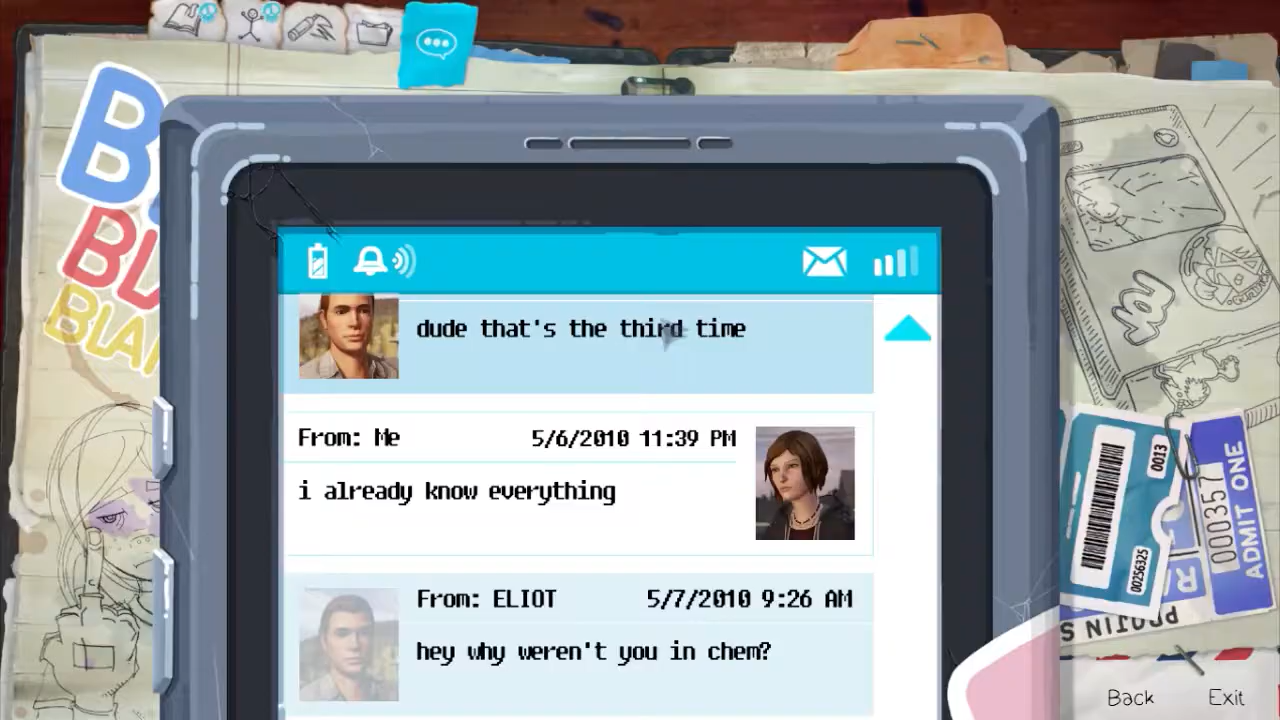 dude that's the third time
From: Me 5/6/2010 11:39 PM
i already know everything
From: ELIOT 5/7/2010 9:26 AM
hey why weren't you in chem?
0013
00256325
000357
ADMIT ONE
Back Exit